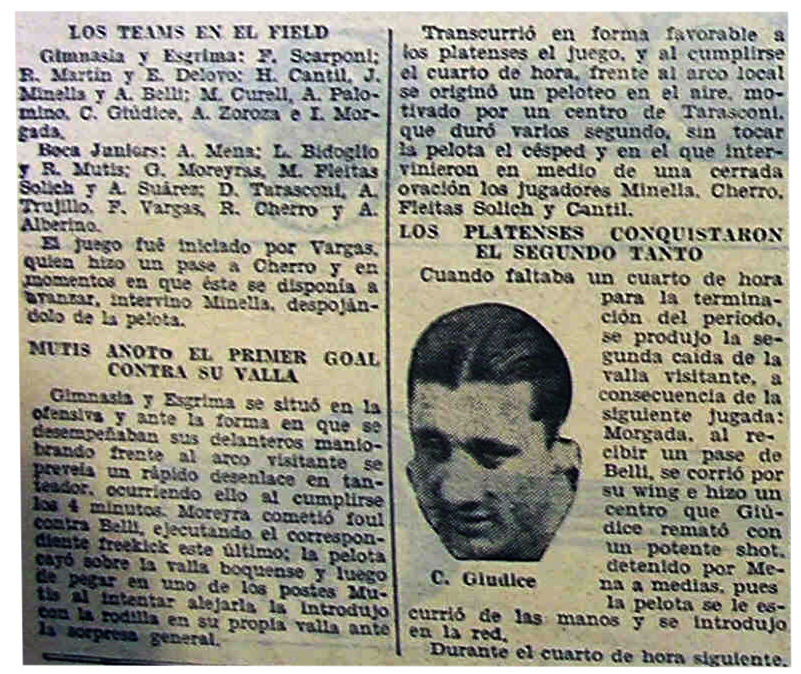 LOS TEAMS EN EL FIELD
Gimnasia y Esgrima: F. Scarponi;
R. Martin y E. Delovo: H. Cantil, J.
Minella y A. Belli; M. Curell, A. Palo-
mino, C. Giúdice, A. Zoroza e I. Mor-
gada.
Boca Juniors: A. Mena; L. Bidoglio
y R. Mutis; G. Moreyras, M. Fleitas
Solich y A. Suárez; D. Tarasconi, A.
Trujillo, F. Vargas, R. Cherro y A.
Alberino.
El juego fué iniciado por Vargas,
quien hizo un pase a Cherro y en
momentos en que éste se disponía a
avanzar, intervino Minella, despoján-
dolo de la pelota.
MUTIS ANOTO EL PRIMER GOAL
CONTRA SU VALLA
Gimnasia y Esgrima se situó en la
ofensiva y ante la forma en que se
desempeñaban sus delanteros manio-
brando frente al arco visitante se
preveía un rápido desenlace en tan-
teador, ocurriendo ello al cumplirse
los 4 minutos. Moreyra cometió foul
contra Belli, ejecutando el correspon-
diente freekick este último; la pelota
cayó sobre la valla boquense y luego
de pegar en uno de los postes Mu-
tis al intentar alejarla la introdujo
con la rodilla en su propia valla ante
la sorpresa general.
Transcurrió en forma favorable a
los platenses el juego, y al cumplirse
el cuarto de hora, frente al arco local
se originó un peloteo en el aire, mo-
tivado por un centro de Tarasconi,
que duró varios segundo, sin tocar
la pelota el césped y en el que inter-
vinieron en medio de una cerrada
ovación los jugadores Minella, Cherro,
Fleitas Solich y Cantil.
LOS PLATENSES CONQUISTARON
EL SEGUNDO TANTO
Cuando faltaba un cuarto de hora
para la termina-
ción del período,
se produjo la se-
gunda caída de la
valla visitante, a
consecuencia de la
siguiente jugada:
Morgada, al re-
cibir un pase de
Belli, se corrió por
su wing e hizo un
centro que Giú-
dice remató con
un potente shot,
detenido por Me-
na a medias, pues
la pelota se le es-
C. Giudice
currió de las manos y se introdujo
en la red.
Durante el cuarto de hora siguiente,